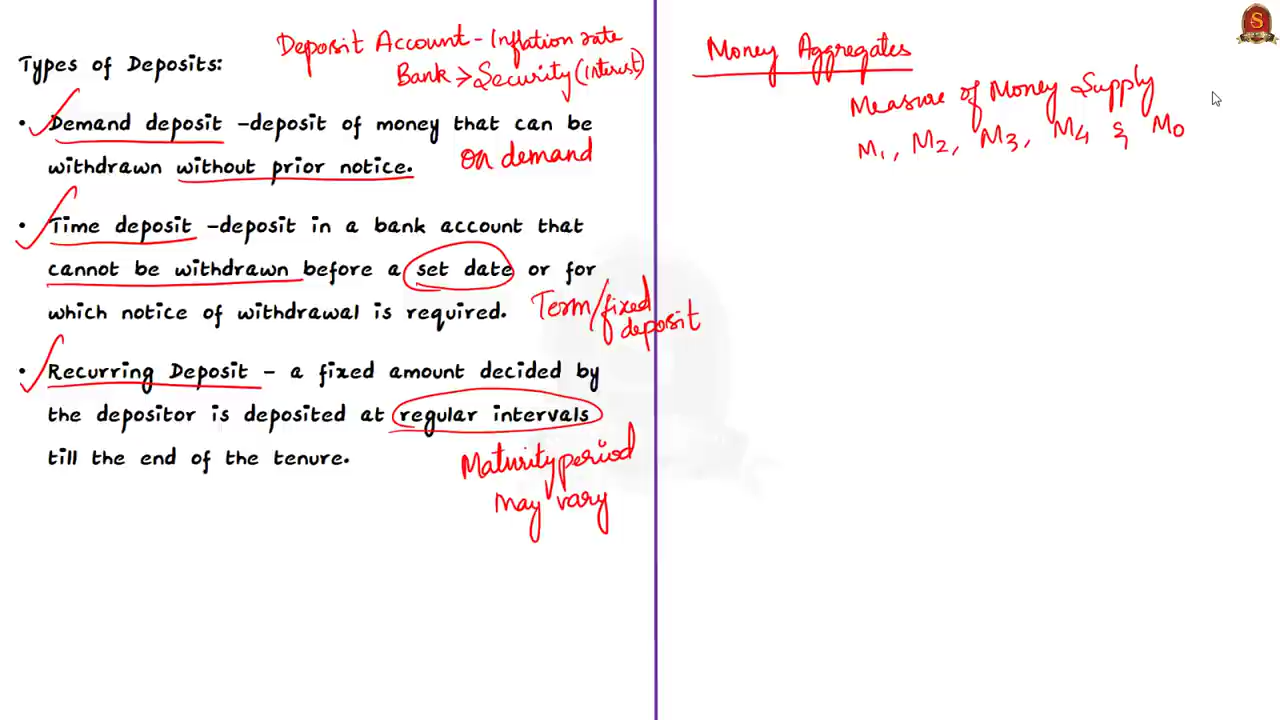 Types of Deposits:
Deposit Account - Inflation rate
Bank > Security (interest)
• Demand deposit -deposit of money that can be
withdrawn without prior notice.
on demand
• Time deposit -deposit in a bank account that
cannot be withdrawn before a set date or for
which notice of withdrawal is required.
Term/fixed
deposit
• Recurring Deposit - a fixed amount decided by
the depositor is deposited at regular intervals
till the end of the tenure.
Maturity period
may vary
Money Aggregates
Measure of Money Supply
M1, M2, M3, M4 & M0
S